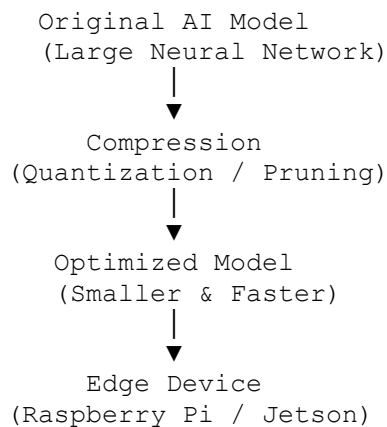 Original AI Model
(Large Neural Network)
Compression
(Quantization / Pruning)
Optimized Model
(Smaller & Faster)
Edge Device
(Raspberry Pi / Jetson)